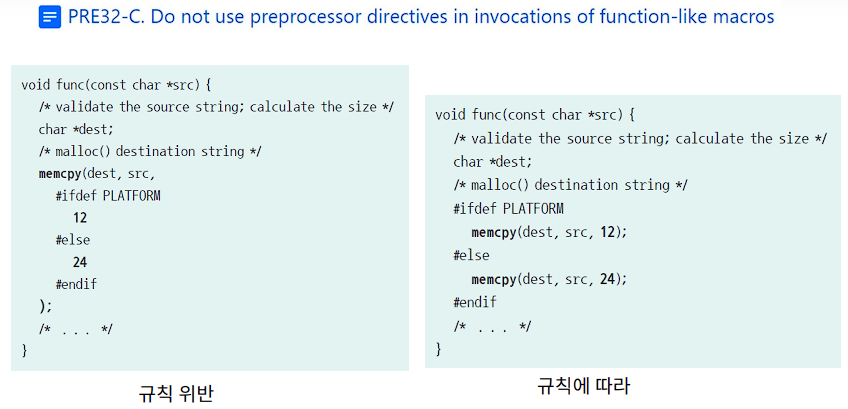 PRE32-C. Do not use preprocessor directives in invocations of function-like macros
void func(const char *src) {
/* validate the source string; calculate the size */
char *dest;
/* malloc() destination string */
memcpy(dest, src,
#ifdef PLATFORM
12
#else
24
#endif
);
/* . . . */
}
규칙 위반
void func(const char *src) {
/* validate the source string; calculate the size */
char *dest;
/* malloc() destination string */
#ifdef PLATFORM
memcpy(dest, src, 12);
#else
memcpy(dest, src, 24);
#endif
/* . . . */
}
규칙에 따라